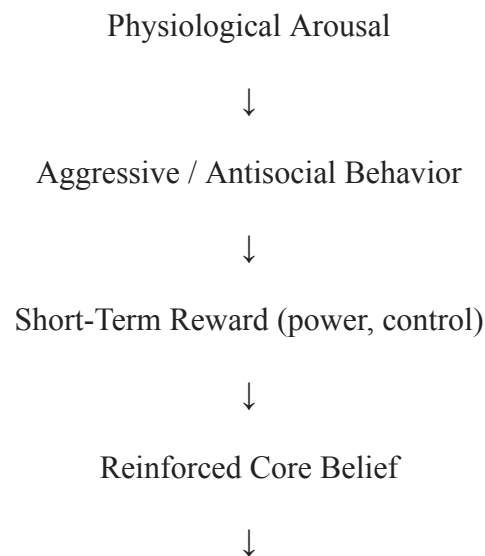 Physiological Arousal
↓
Aggressive / Antisocial Behavior
↓
Short-Term Reward (power, control)
↓
Reinforced Core Belief
↓